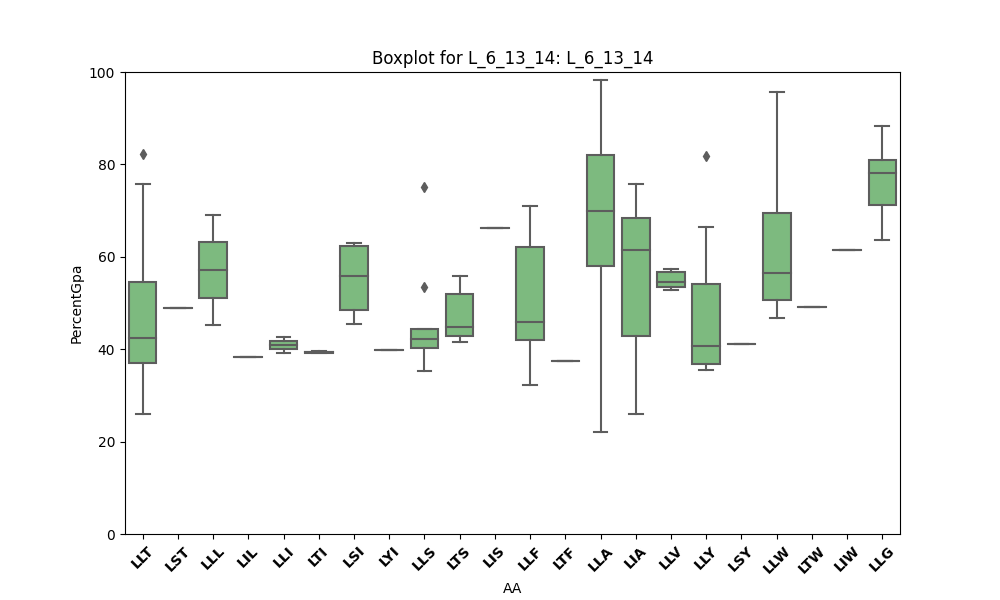 Boxplot for L_6_13_14: L_6_13_14
PercentGpa
100
80
60
40
20
0
LLT LST LLL LIL LLI LTI LSI LYI LLS LTS LIS LLF LTF LLA LIA LLV LLY LSY LLW LTW LIW LLG
AA